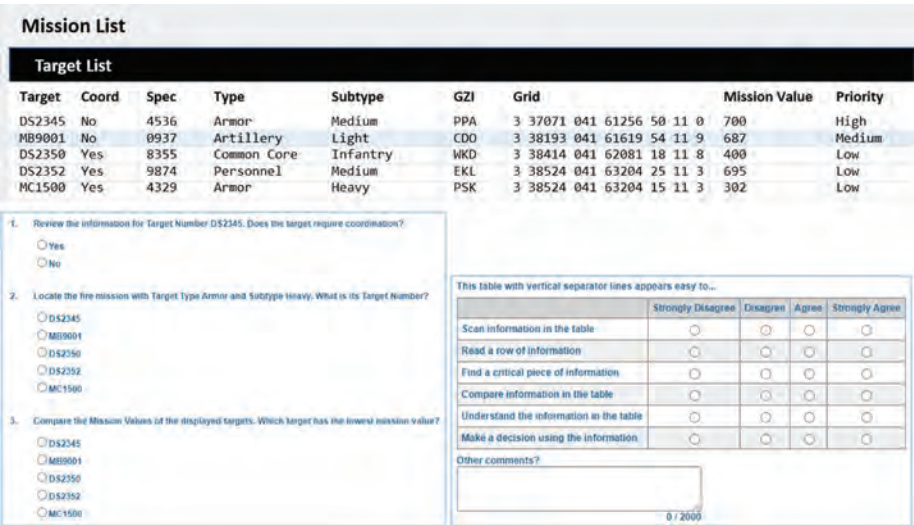 Mission List
Target List
Target Coord Spec Type Subtype GZI Grid Mission Value Priority
DS2345 No 4536 Armor Medium PPA 3 37071 041 61256 50 11 0 700 High
MB9001 No 0937 Artillery Light CDO 3 38193 041 61619 54 11 9 687 Medium
DS2350 Yes 8355 Common Core Infantry WKD 3 38414 041 62081 18 11 8 400 Low
DS2352 Yes 9874 Personnel Medium EKL 3 38524 041 63204 25 11 3 695 Low
MC1500 Yes 4329 Armor Heavy PSK 3 38524 041 63204 15 11 3 302 Low
1. Review the information for Target Number DS2345. Does the target require coordination?
Yes
No
2. Locate the fire mission with Target Type Armor and Subtype Heavy. What is its Target Number?
DS2345
MB9001
DS2350
DS2352
MC1500
3. Compare the Mission Values of the displayed targets. Which target has the lowest mission value?
DS2345
MB9001
DS2350
DS2352
MC1500
This table with vertical separator lines appears easy to...
Strongly Disagree Disagree Agree Strongly Agree
Scan information in the table
Read a row of information
Find a critical piece of information
Compare information in the table
Understand the information in the table
Make a decision using the information
Other comments?
0 / 2000